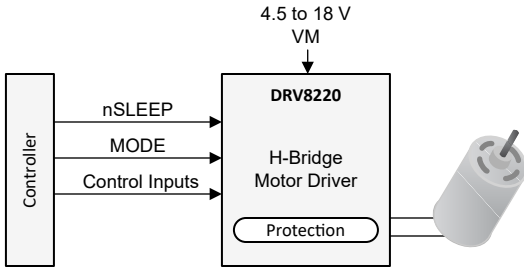 4.5 to 18 V
VM
DRV8220
nSLEEP
MODE
Control Inputs
Controller
H-Bridge
Motor Driver
Protection